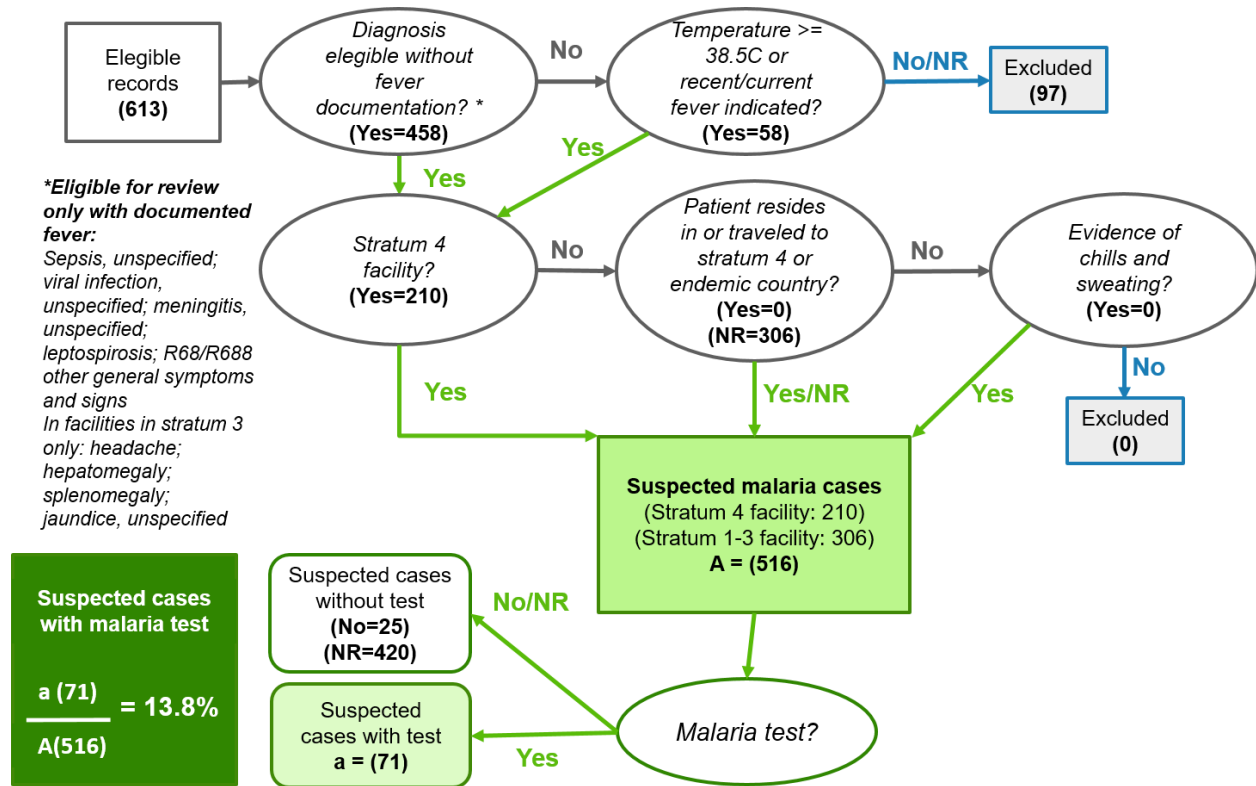 Elegible
records
(613)
Diagnosis
elegible without
fever
documentation? *
(Yes=458)
No
Temperature >=
38.5C or
recent/current
fever indicated?
(Yes=58)
No/NR
Excluded
(97)
Yes
Yes
*Eligible for review
only with documented
fever:
Sepsis, unspecified;
viral infection,
unspecified; meningitis,
unspecified;
leptospirosis; R68/R688
other general symptoms
and signs
In facilities in stratum 3
only: headache;
hepatomegaly;
splenomegaly;
jaundice, unspecified
Stratum 4
facility?
(Yes=210)
No
Patient resides
in or traveled to
stratum 4 or
endemic country?
(Yes=0)
(NR=306)
No
Evidence of
chills and
sweating?
(Yes=0)
Yes
Yes/NR
Yes
No
Excluded
(0)
Suspected malaria cases
(Stratum 4 facility: 210)
(Stratum 1-3 facility: 306)
A = (516)
Suspected cases
with malaria test
a (71)
= 13.8%
A(516)
Suspected cases
without test
(No=25)
(NR=420)
No/NR
Suspected
cases with test
a = (71)
Yes
Malaria test?